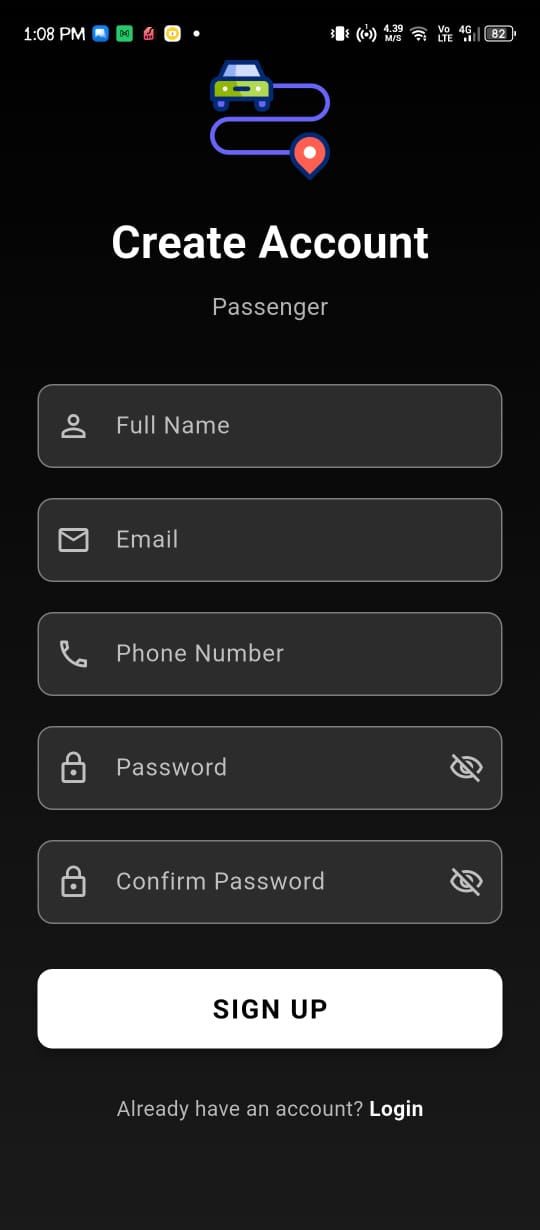 1:08 PM 4.39 M/S Vo LTE 4G 82
Create Account
Passenger
Full Name
Email
Phone Number
Password
Confirm Password
SIGN UP
Already have an account? Login